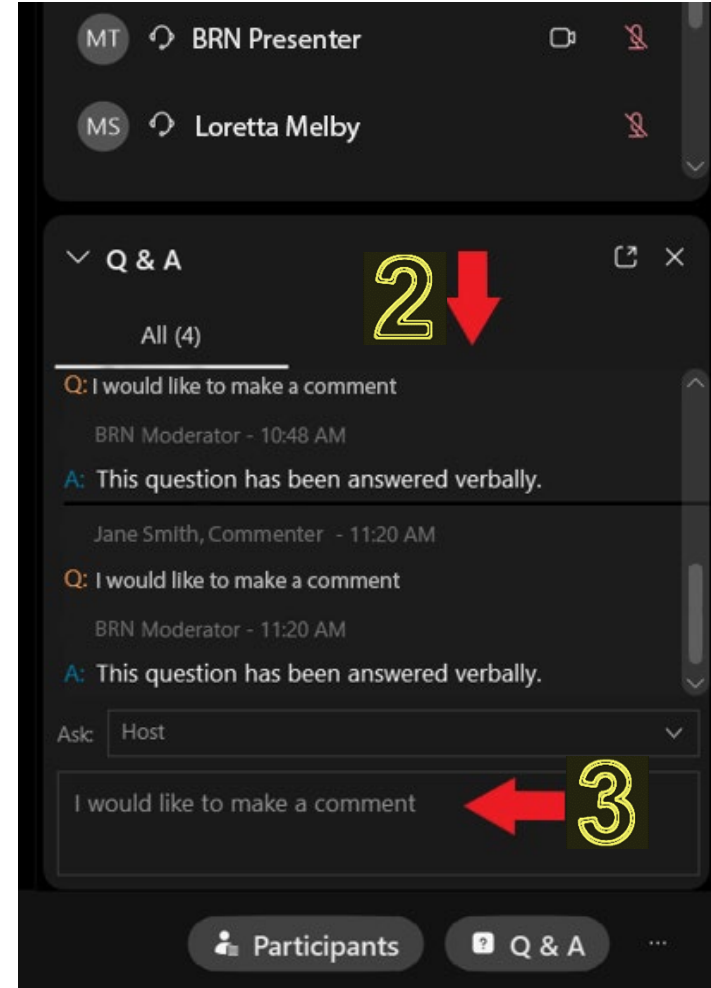 MT BRN Presenter
MS Loretta Melby
Q & A
2
All (4)
Q: I would like to make a comment
BRN Moderator - 10:48 AM
A: This question has been answered verbally.
Jane Smith, Commenter - 11:20 AM
Q: I would like to make a comment
BRN Moderator - 11:20 AM
A: This question has been answered verbally.
Ask: Host
I would like to make a comment
3
Participants ? Q & A ...